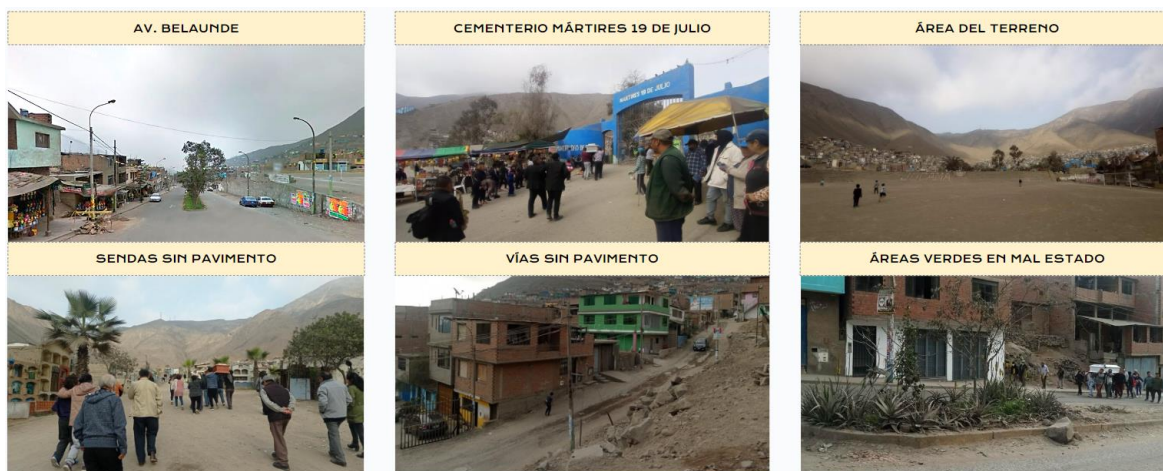 AV. BELAUNDE
CEMENTERIO MÁRTIRES 19 DE JULIO
ÁREA DEL TERRENO
MÁRTIRES 19 DE JULIO
SENDAS SIN PAVIMENTO
VÍAS SIN PAVIMENTO
ÁREAS VERDES EN MAL ESTADO